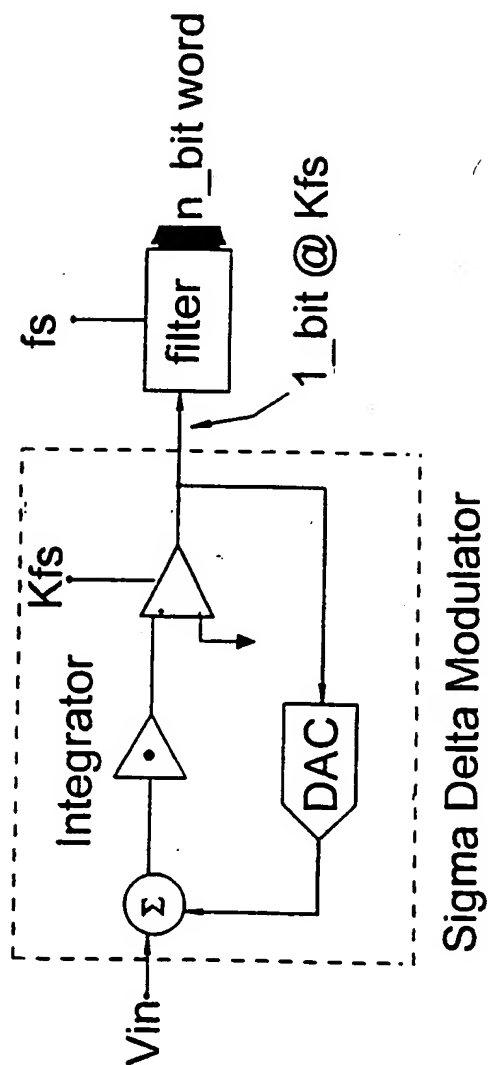 Vin
Σ
Integrator
Kfs
DAC
fs
filter
n_bit word
1_bit @ Kfs
Sigma Delta Modulator